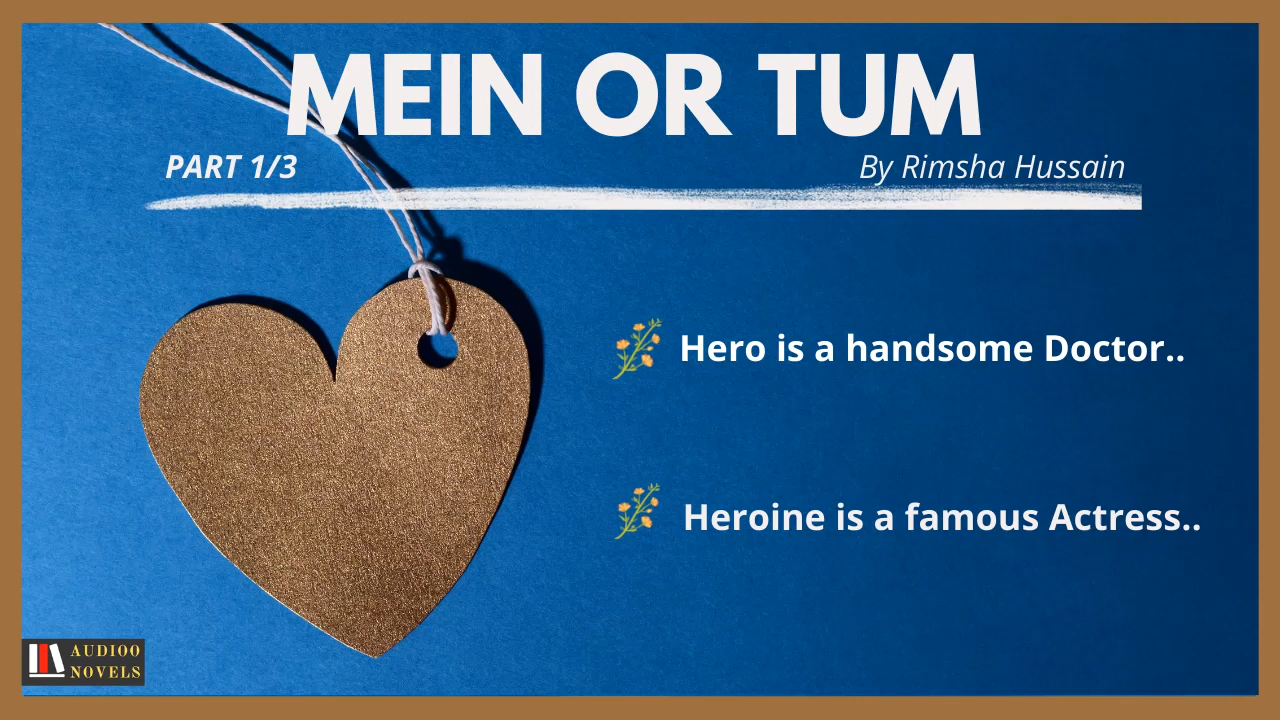 MEIN OR TUM
PART 1/3
By Rimsha Hussain
Hero is a handsome Doctor..
Heroine is a famous Actress..
AUDIOO
NOVELS